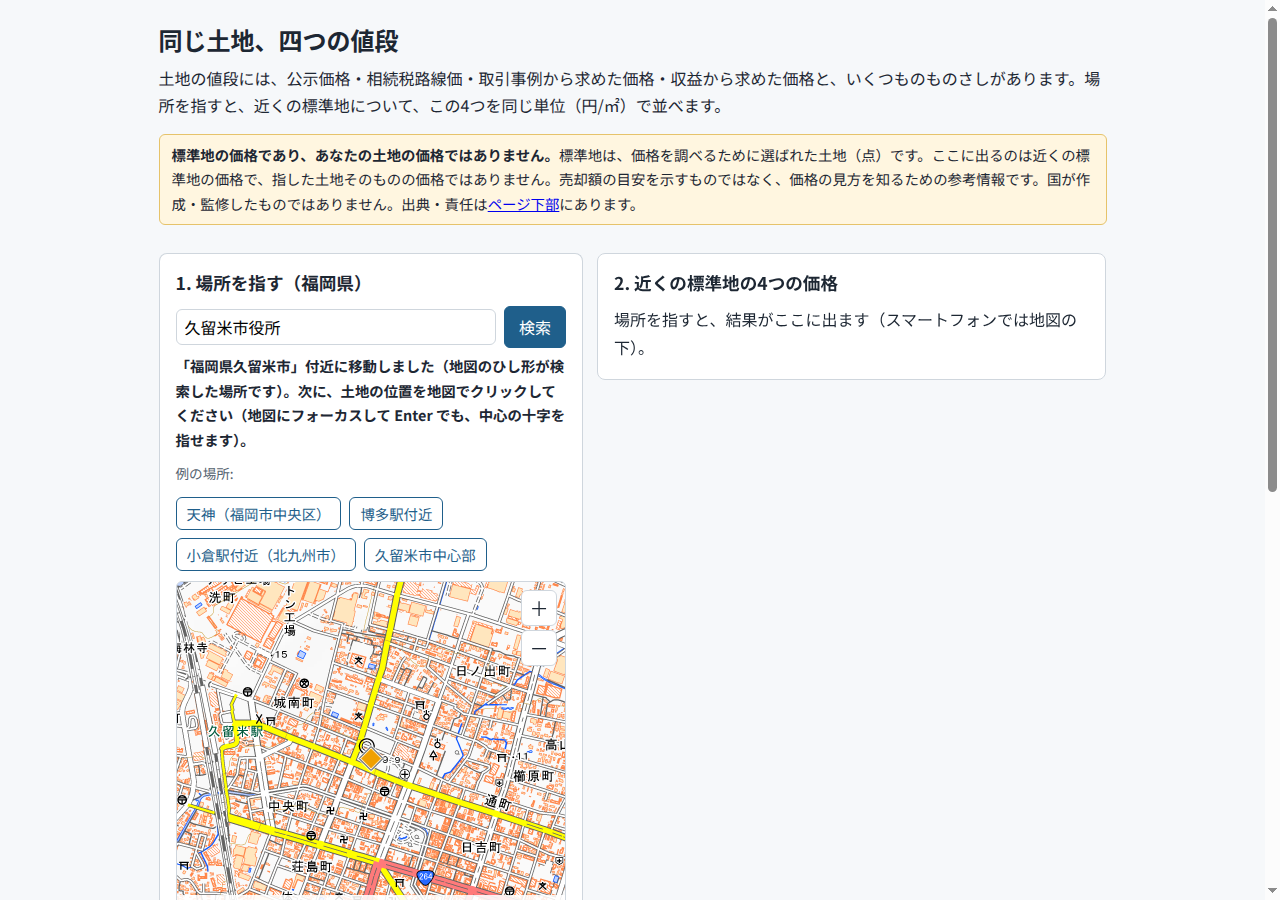 同じ土地、四つの値段
土地の値段には、公示価格・相続税路線価・取引事例から求めた価格・収益から求めた価格と、いくつものものさしがあります。場
所を指すと、近くの標準地について、この4つを同じ単位（円/㎡）で並べます。
標準地の価格であり、あなたの土地の価格ではありません。標準地は、価格を調べるために選ばれた土地（点）です。ここに出るのは近くの標
準地の価格で、指した土地そのものの価格ではありません。売却額の目安を示すものではなく、価格の見方を知るための参考情報です。国が作
成・監修したものではありません。出典・責任はページ下部にあります。
1. 場所を指す（福岡県）
久留米市役所
検索
「福岡県久留米市」付近に移動しました（地図のひし形が検
索した場所です）。次に、土地の位置を地図でクリックして
ください（地図にフォーカスして Enter でも、中心の十字を
指せます）。
例の場所:
天神（福岡市中央区）
博多駅付近
小倉駅付近（北九州市）
久留米市中心部
洗町
トン工場
梅林寺
15
日ノ出町
城南町
久留米駅
9.9
11
櫛原町
中央町
通町
日吉町
荘島町
264
2. 近くの標準地の4つの価格
場所を指すと、結果がここに出ます（スマートフォンでは地図の
下）。